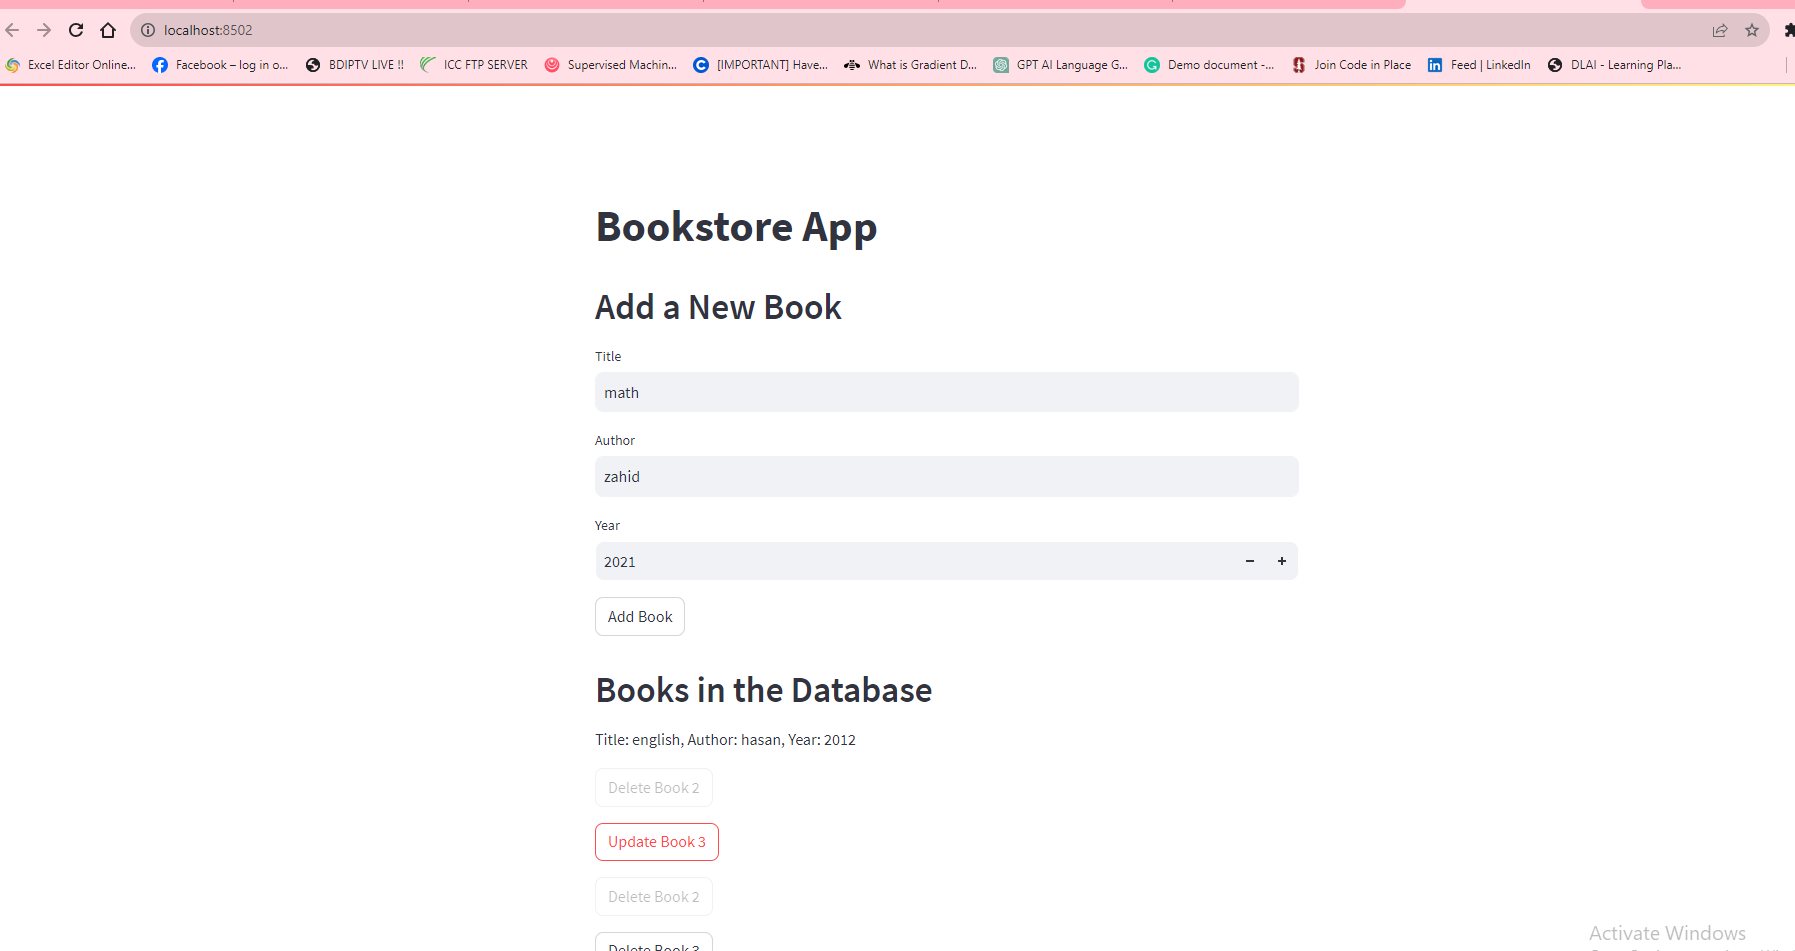 localhost:8502
Excel Editor Online... Facebook – log in o... BDIPTV LIVE !! ICC FTP SERVER Supervised Machin... [IMPORTANT] Have... What is Gradient D... GPT AI Language G... Demo document -... Join Code in Place Feed | LinkedIn DLAI - Learning Pla...
Bookstore App
Add a New Book
Title
math
Author
zahid
Year
2021
Add Book
Books in the Database
Title: english, Author: hasan, Year: 2012
Delete Book 2
Update Book 3
Delete Book 2
Delete Book 3
Activate Windows